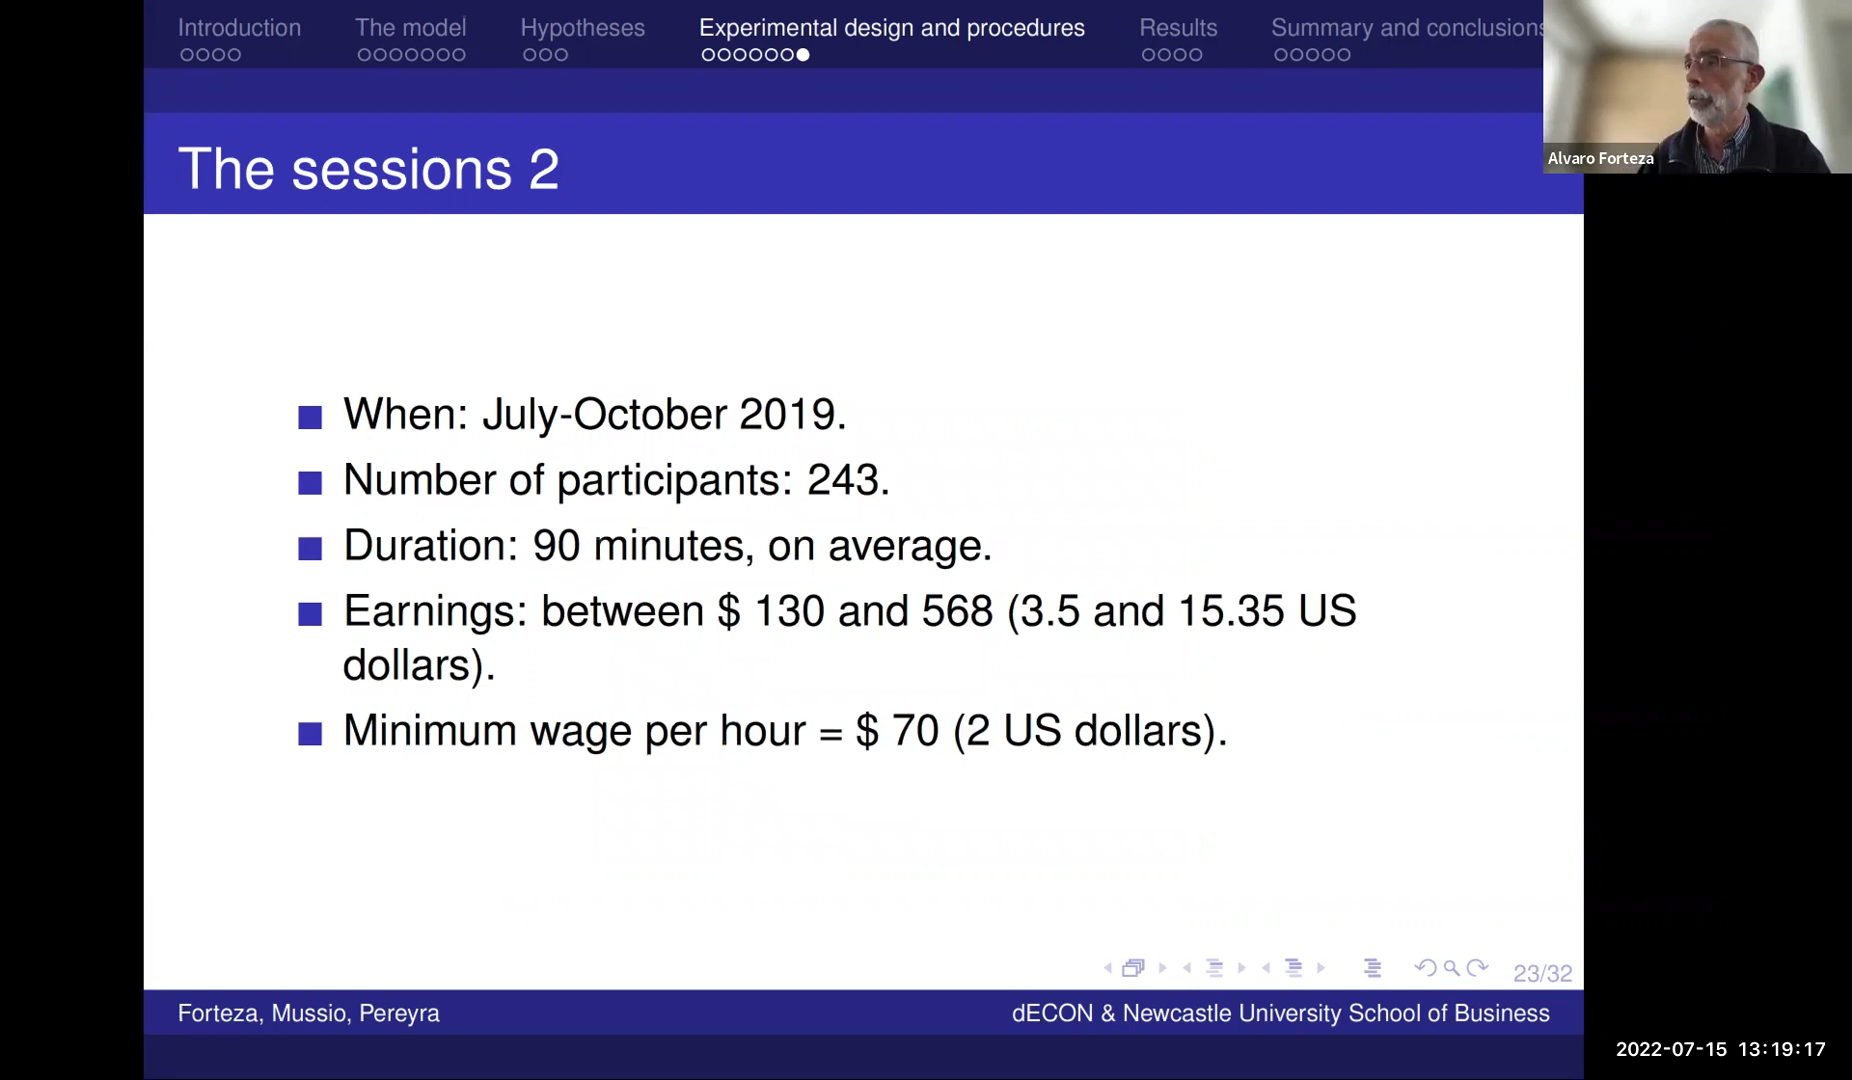 Introduction The model Hypotheses Experimental design and procedures Results Summary and conclusions
Alvaro Forteza
The sessions 2
When: July-October 2019.
Number of participants: 243.
Duration: 90 minutes, on average.
Earnings: between $ 130 and 568 (3.5 and 15.35 US
dollars).
Minimum wage per hour = $ 70 (2 US dollars).
23/32
Forteza, Mussio, Pereyra dECON & Newcastle University School of Business
2022-07-15 13:19:17